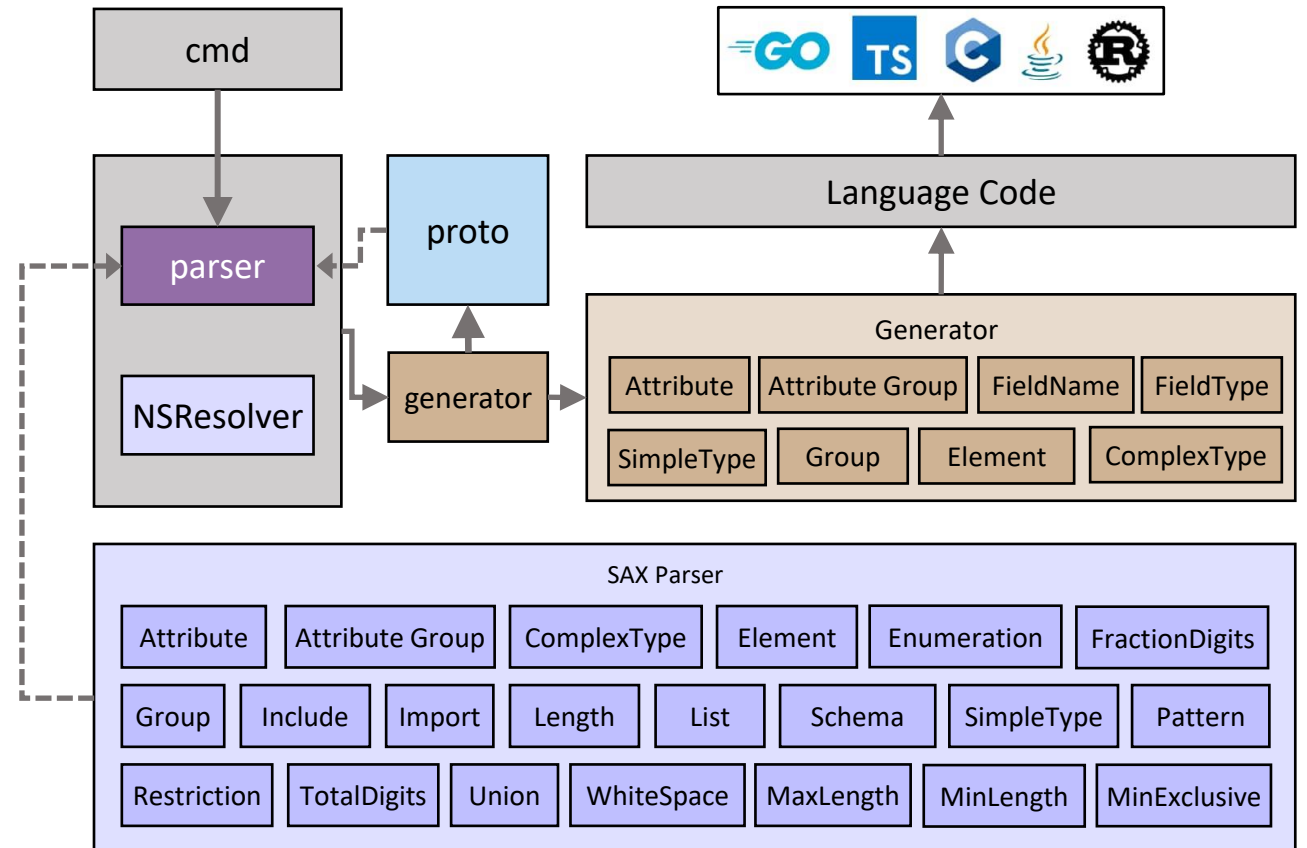 cmd
GO
TS
C
R
parser
NSResolver
proto
generator
Language Code
Generator
Attribute
Attribute Group
FieldName
FieldType
SimpleType
Group
Element
ComplexType
SAX Parser
Attribute
Attribute Group
ComplexType
Element
Enumeration
FractionDigits
Group
Include
Import
Length
List
Schema
SimpleType
Pattern
Restriction
TotalDigits
Union
WhiteSpace
MaxLength
MinLength
MinExclusive